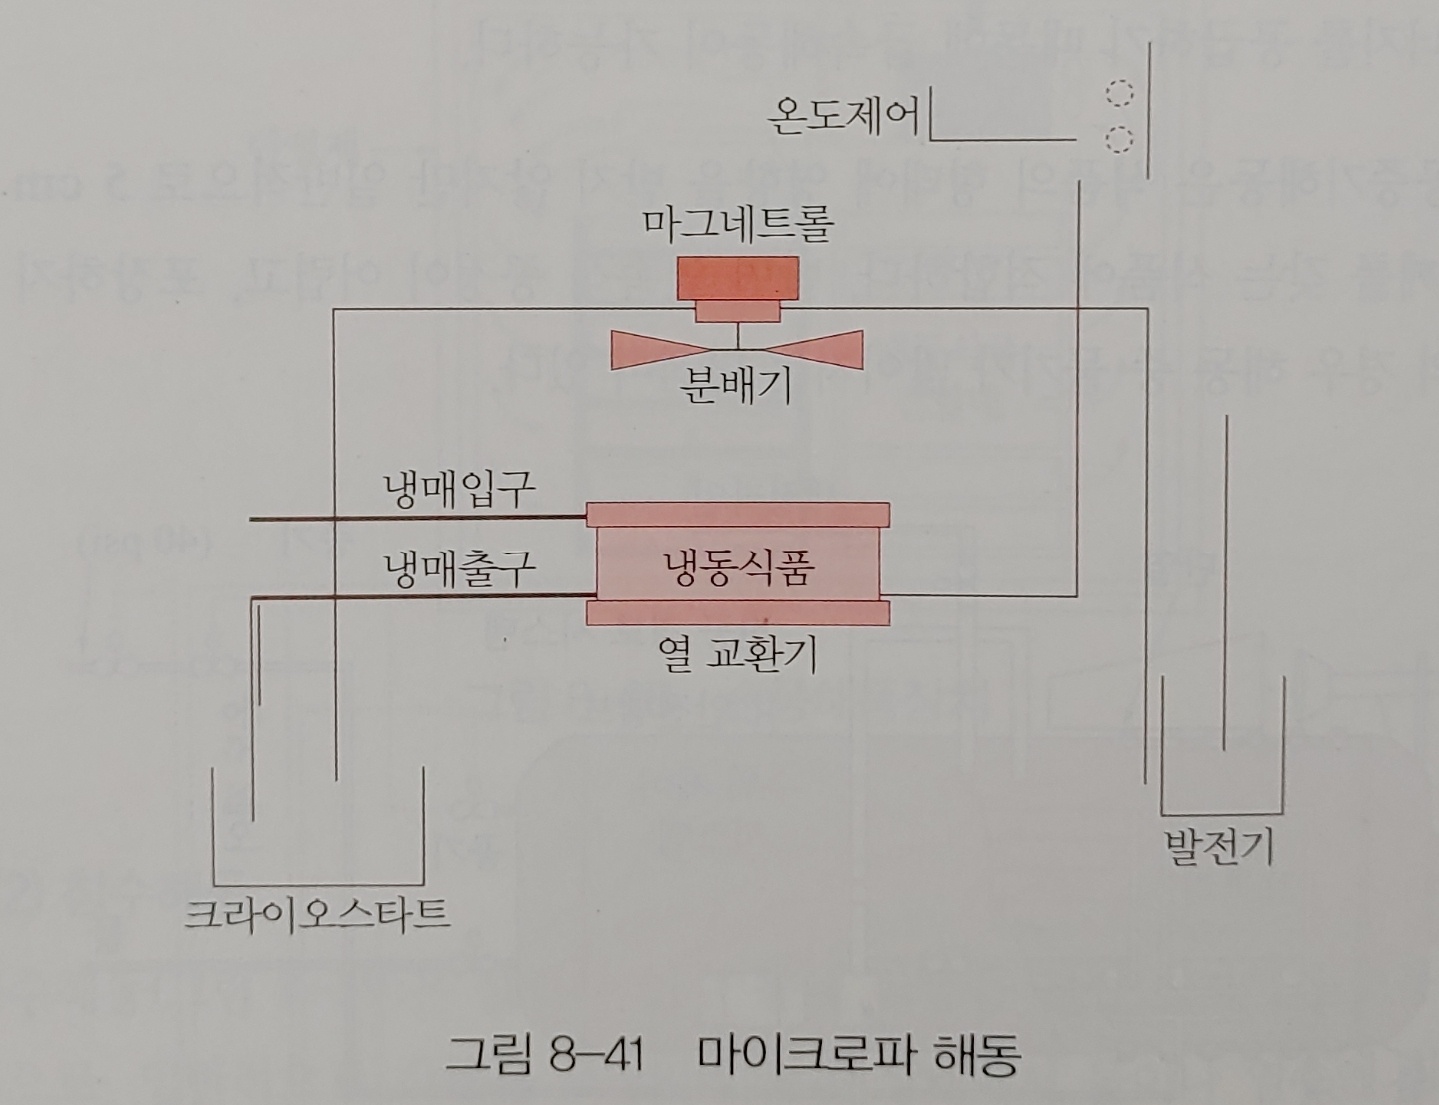 온도제어
마그네트롤
분배기
냉매입구
냉매출구
냉동식품
열 교환기
발전기
크라이오스타트
그림 8–41 마이크로파 해동